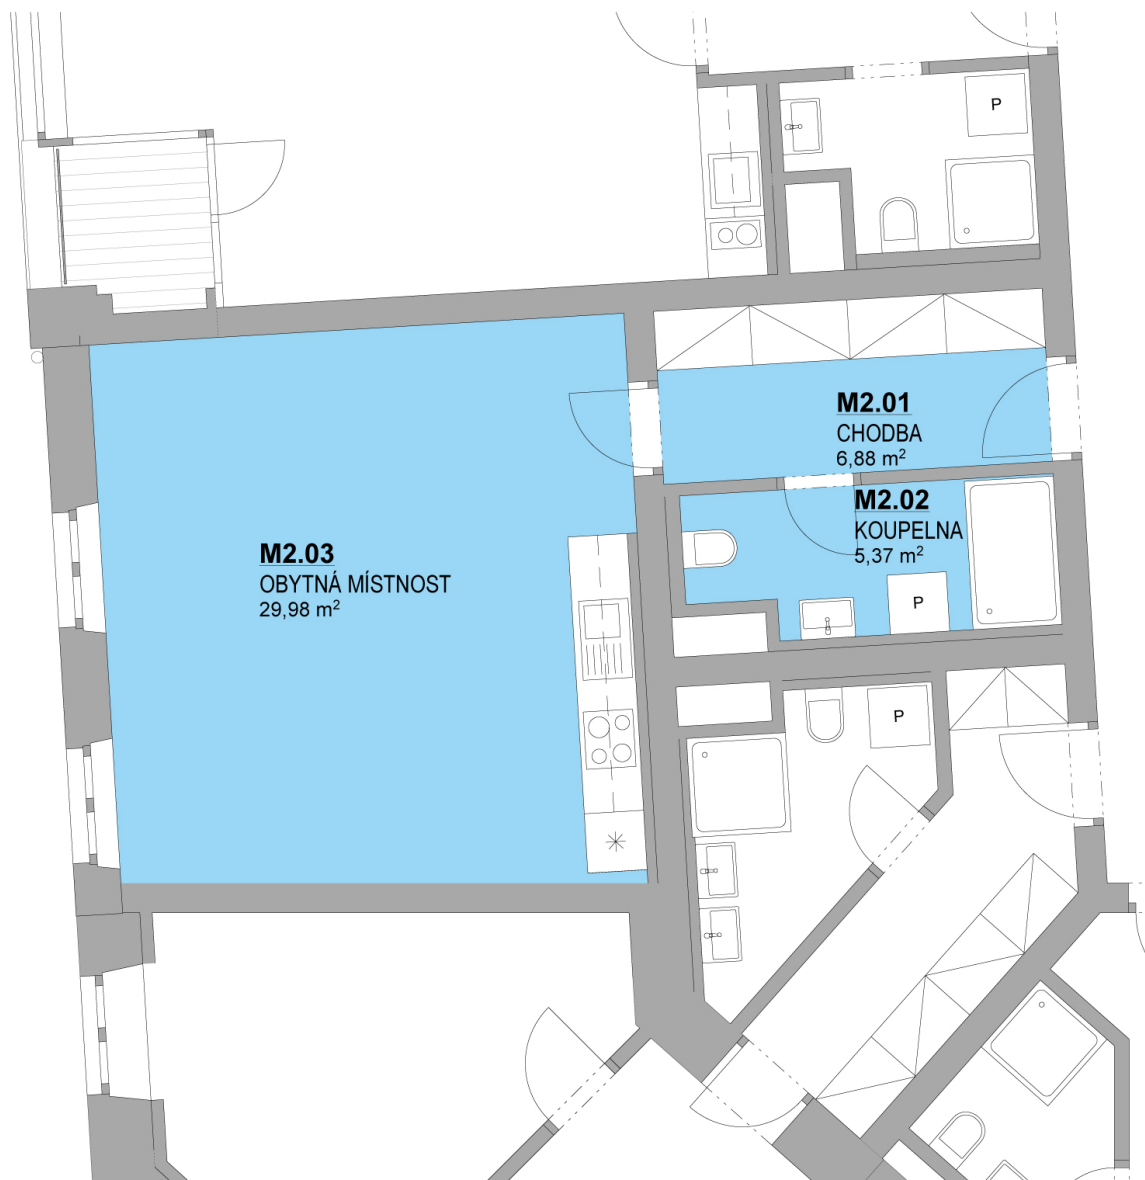 P
M2.01
CHODBA
6,88 m²
M2.02
KOUPELNA
5,37 m²
M2.03
OBYTNÁ MÍSTNOST
29,98 m²
P
P